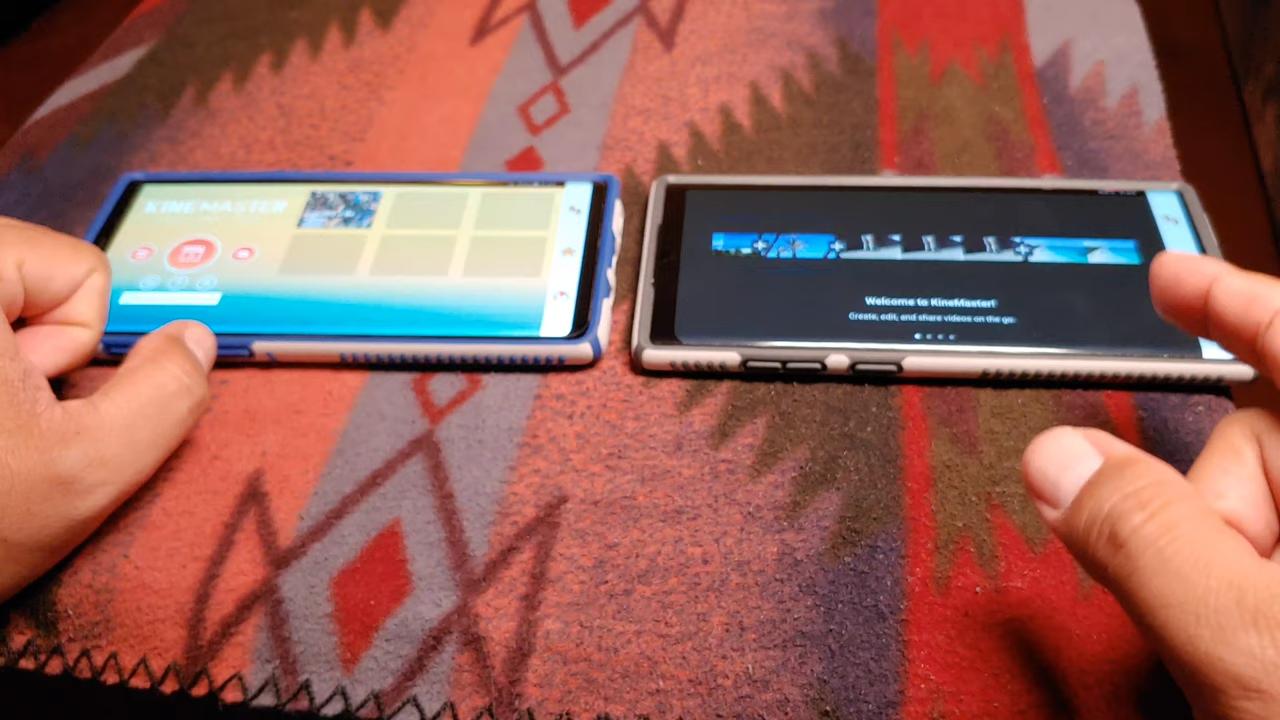 KINEMASTER
Welcome to KineMaster!
Create, edit, and share videos on the go.